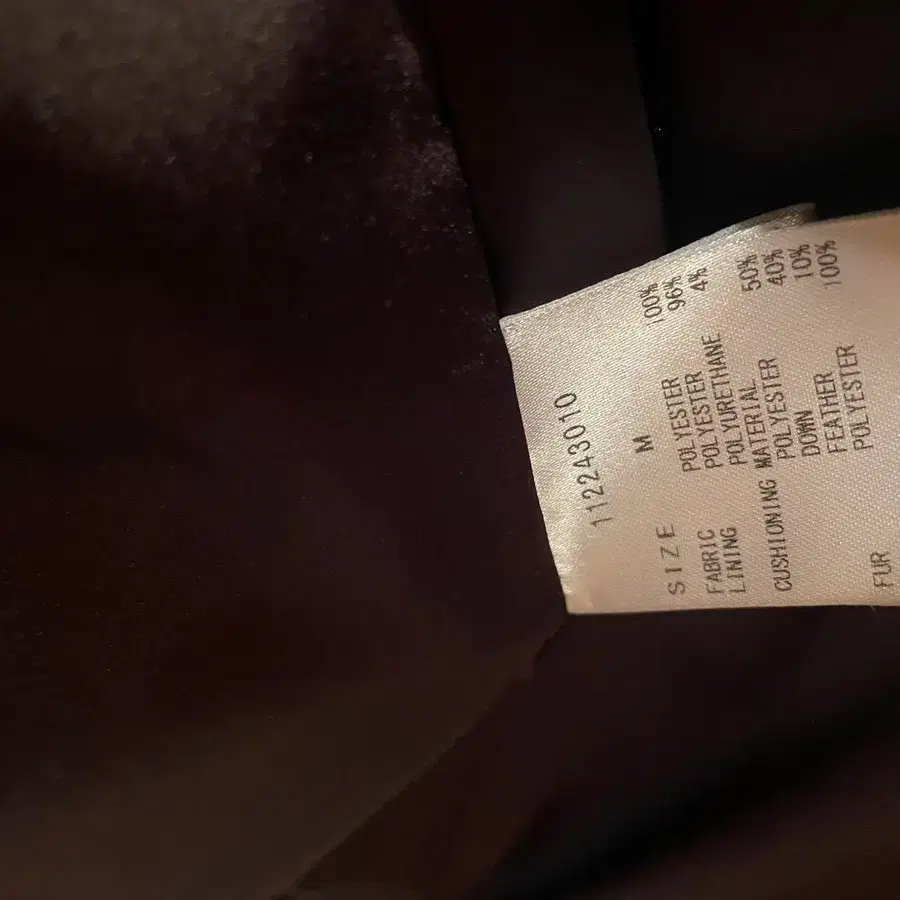 112243010
SIZE M
FABRIC POLYESTER 100%
LINING POLYESTER 96%
POLYURETHANE 4%
CUSHIONING MATERIAL
POLYESTER 50%
DOWN 40%
FEATHER 10%
FUR POLYESTER 100%